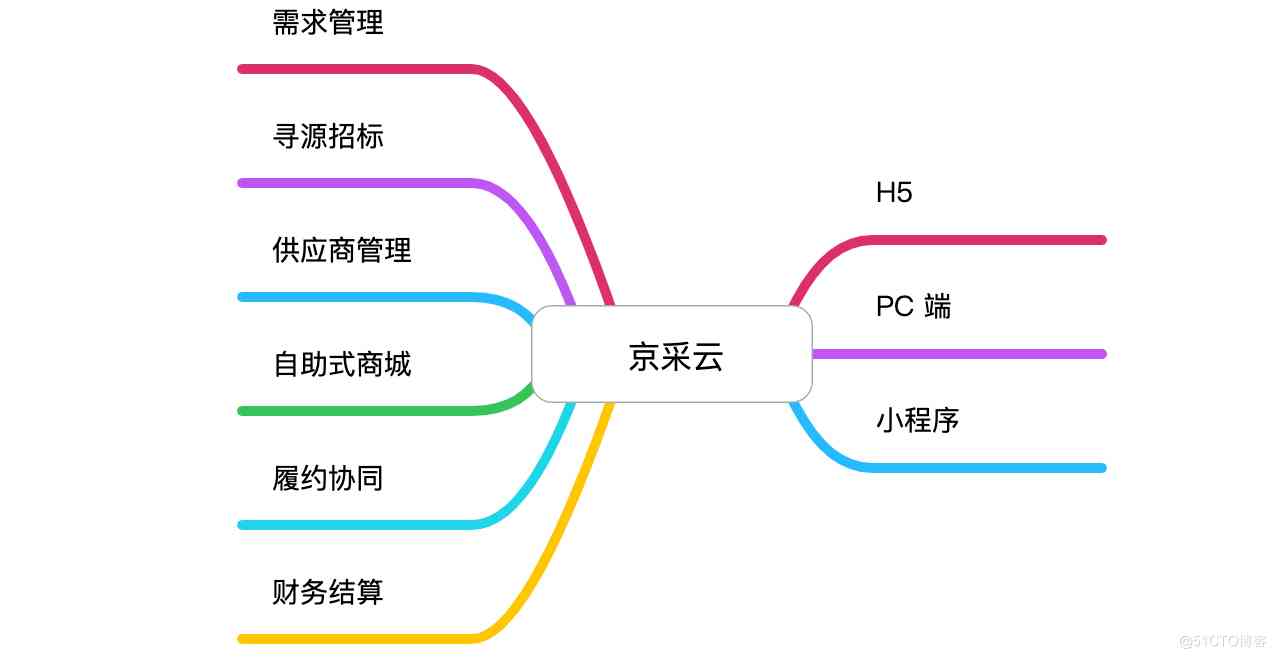 需求管理
寻源招标
供应商管理
自助式商城
履约协同
财务结算
京采云
H5
PC 端
小程序
@51CTO博客